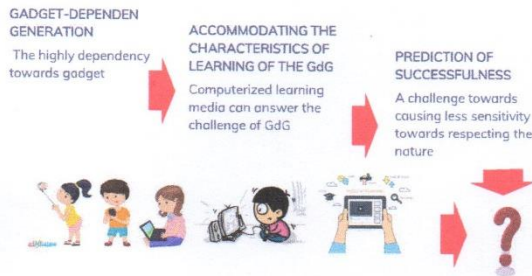 GADGET-DEPENDEN
GENERATION
The highly dependency
towards gadget
ACCOMMODATING THE
CHARACTERISTICS OF
LEARNING OF THE GdG
Computerized learning
media can answer the
challenge of GdG
PREDICTION OF
SUCCESSFULNESS
A challenge towards
causing less sensitivity
towards respecting the
nature